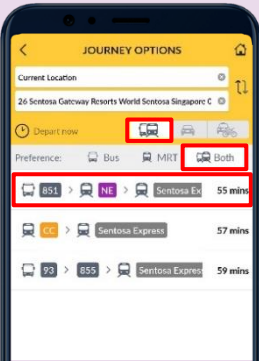 JOURNEY OPTIONS
Current Location
26 Sentosa Gateway Resorts World Sentosa Singapore C
Depart now
Preference: Bus MRT Both
851 > NE > Sentosa Ex 55 mins
CC > Sentosa Express 57 mins
93 > 855 > Sentosa Express 59 mins